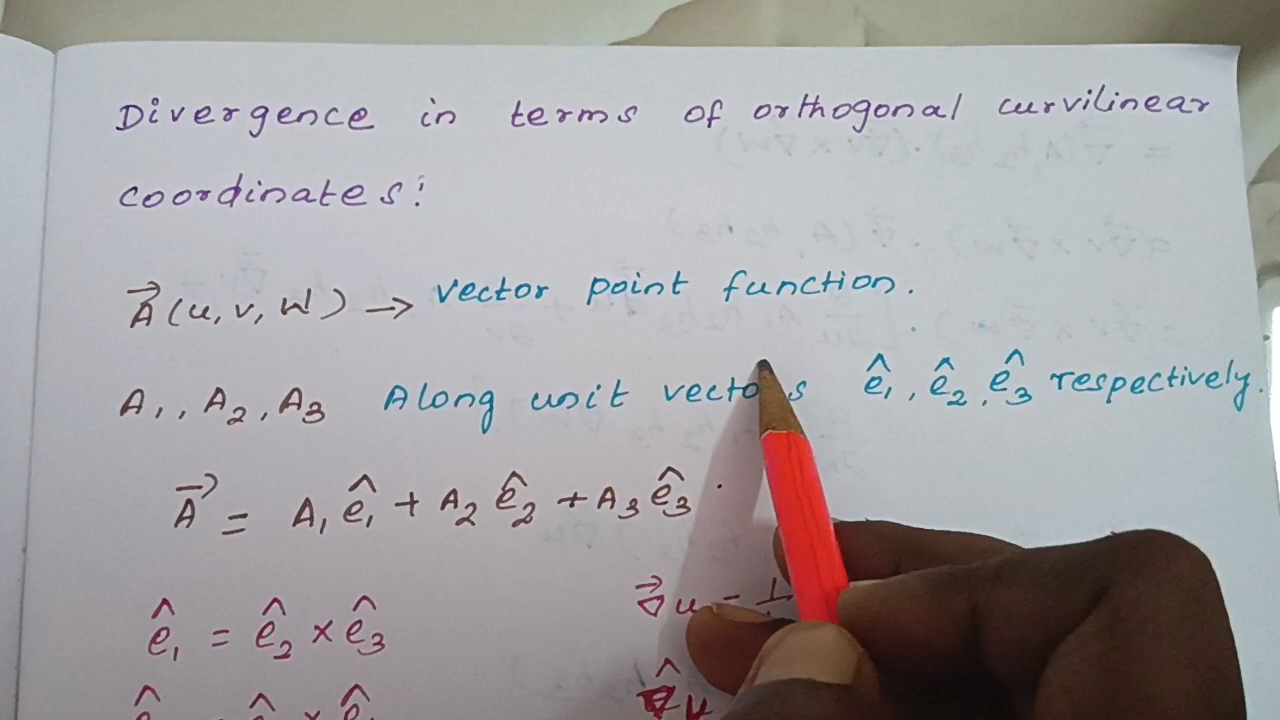 Divergence in terms of orthogonal curvilinear
coordinates:
A⃗ (u, v, W) → vector point function.
A₁, A₂, A₃ Along unit vectors ê₁, ê₂, ê₃ respectively.
A⃗ = A₁ê₁ + A₂ê₂ + A₃ê₃.
ê₁ = ê₂ × ê₃
∇⃗u =